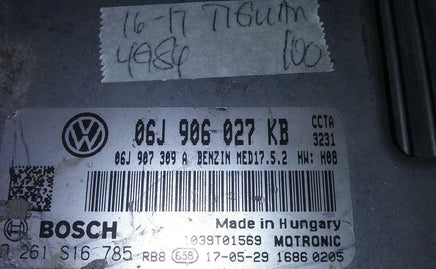 16-17 TIGUAN
4984 100
06J 906 027 KB CCTA
3231
06J 907 309 A BENZIN MED17.5.2 HW: H08
Made in Hungary
BOSCH 1039T01569 MOTRONIC
0 261 S16 785 RB8 GSB 17-05-29 1686 0205